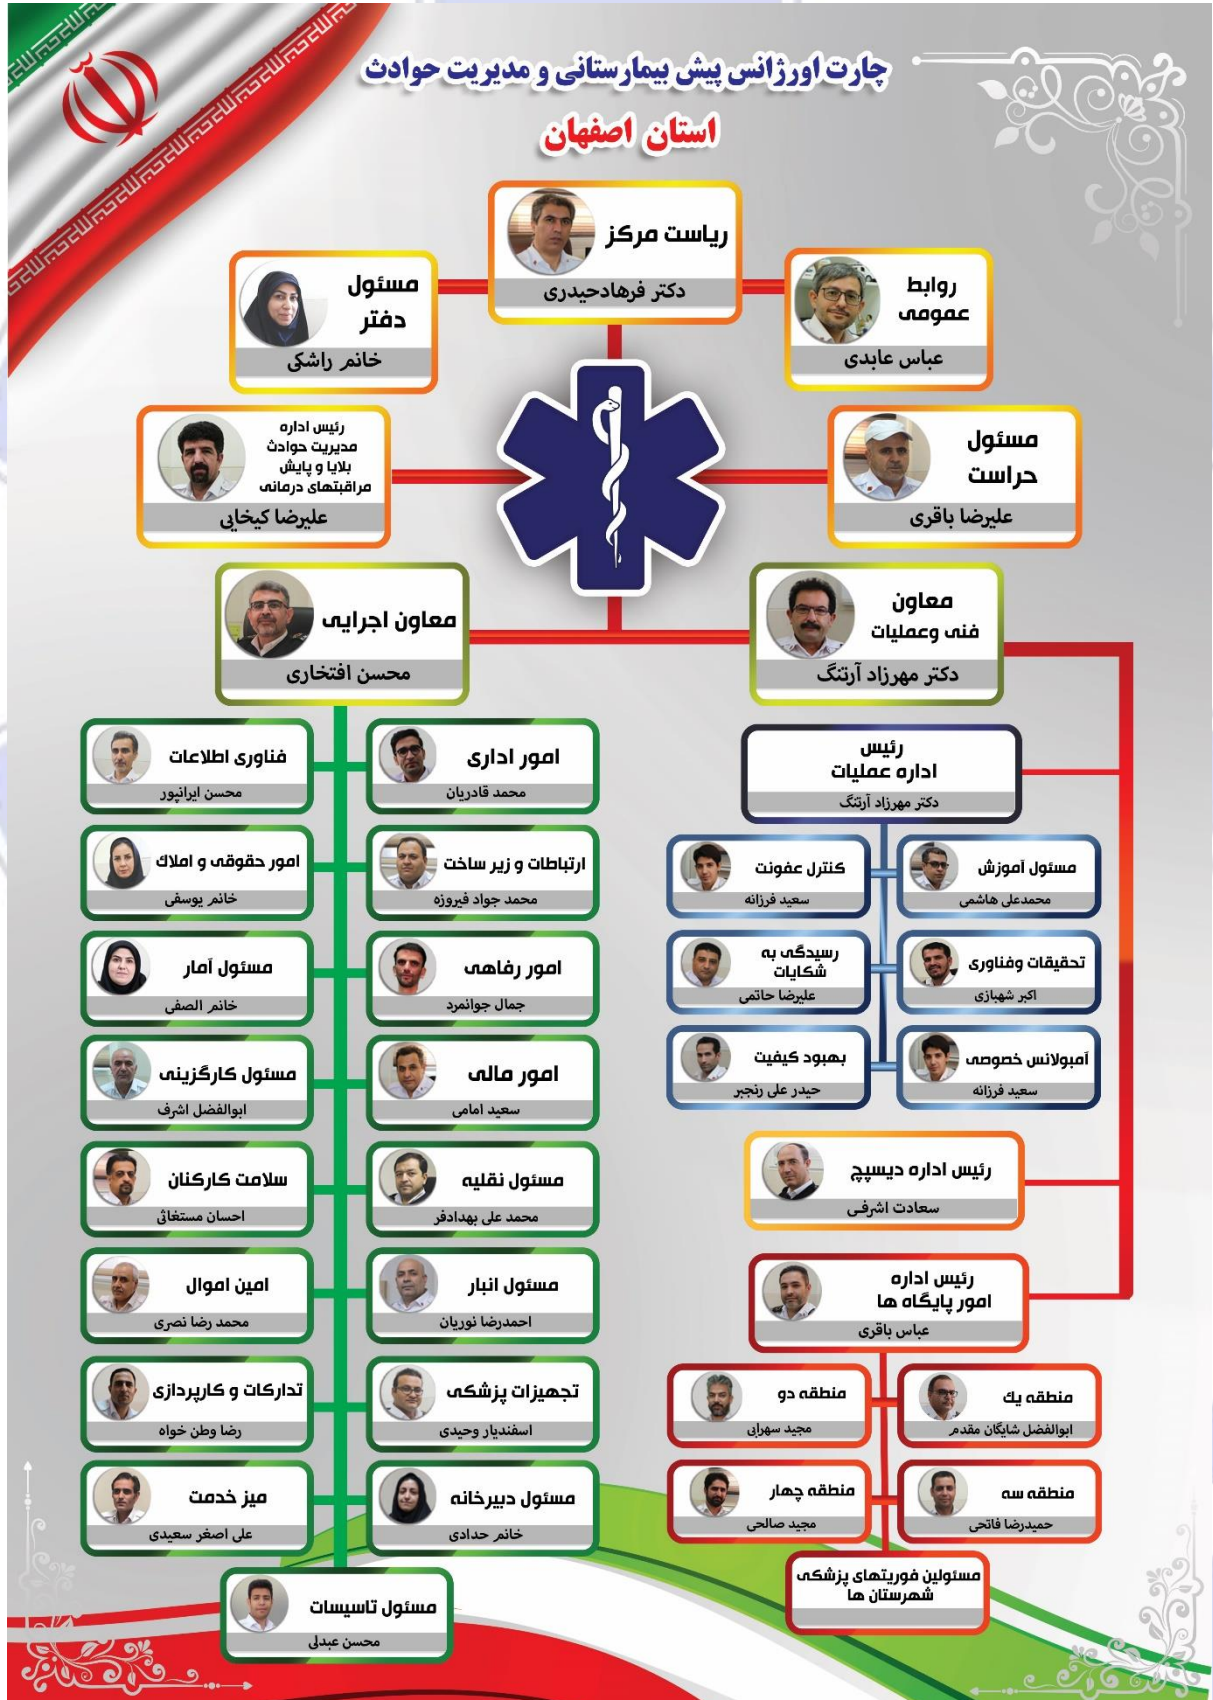 چارت اورژانس پیش بیمارستانی و مدیریت حوادث
استان اصفهان
ریاست مرکز
دکتر فرهادحیدری
روابط
عمومی
عباس عابدی
مسئول
دفتر
خانم راشکی
مسئول
حراست
علیرضا باقری
رئیس اداره
مدیریت حوادث
بلایا و پایش
مراقبتهای درمانی
علیرضا کیخایی
معاون
فنی وعملیات
دکتر مهرزاد آرتنگ
معاون اجرایی
محسن افتخاری
رئیس
اداره عملیات
دکتر مهرزاد آرتنگ
مسئول آموزش
محمدعلی هاشمی
کنترل عفونت
سعید فرزانه
تحقیقات وفناوری
اکبر شهبازی
رسیدگی به
شکایات
علیرضا حاتمی
آمبولانس خصوصی
سعید فرزانه
بهبود کیفیت
حیدر علی رنجبر
رئیس اداره دیسپچ
سعادت اشرفی
رئیس اداره
امور پایگاه ها
عباس باقری
منطقه یك
ابوالفضل شایگان مقدم
منطقه دو
مجید سهرابی
منطقه سه
حمیدرضا فاتحی
منطقه چهار
مجید صالحی
مسئولین فوریتهای پزشکی
شهرستان ها
امور اداری
محمد قادریان
فناوری اطلاعات
محسن ایرانپور
ارتباطات و زیر ساخت
محمد جواد فیروزه
امور حقوقی و املاك
خانم یوسفی
امور رفاهی
جمال جوانمرد
مسئول آمار
خانم الصفی
امور مالی
سعید امامی
مسئول کارگزینی
ابوالفضل اشرف
مسئول نقلیه
محمد علی بهدادفر
سلامت کارکنان
احسان مستغاثی
مسئول انبار
احمدرضا نوریان
امین اموال
محمد رضا نصری
تجهیزات پزشکی
اسفندیار وحیدی
تدارکات و کارپردازی
رضا وطن خواه
مسئول دبیرخانه
خانم حدادی
میز خدمت
علی اصغر سعیدی
مسئول تاسیسات
محسن عبدلی